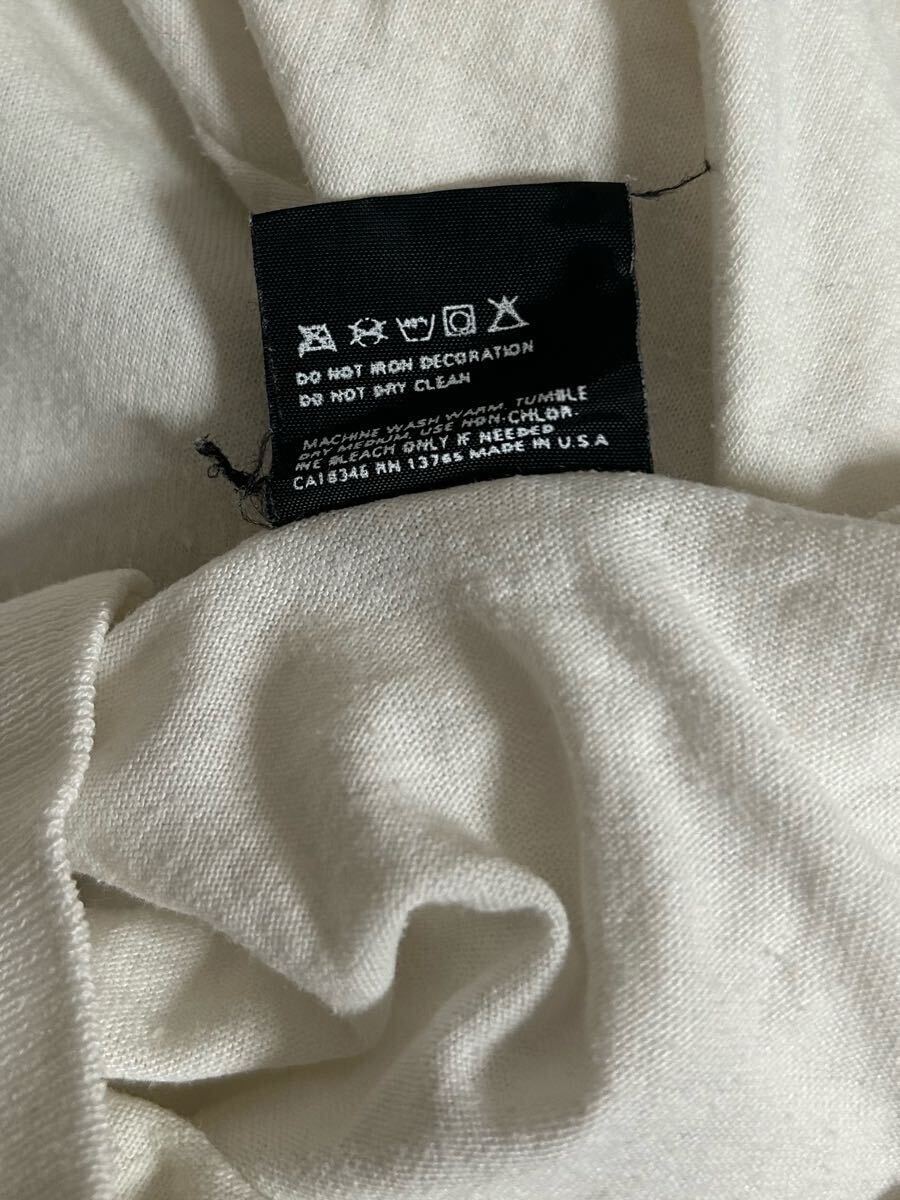 DO NOT IRON DECORATION
DO NOT DRY CLEAN
MACHINE WASH WARM, TUMBLE
DRY MEDIUM. USE NON-CHLOR-
INE BLEACH ONLY IF NEEDED
CA18346 RN 13765 MADE IN U.S.A